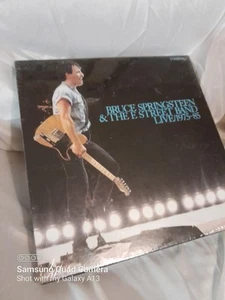 BRUCE SPRINGSTEEN
& THE E STREET BAND
LIVE/1975-85
Samsung Quad Camera
Shot with my Galaxy A13